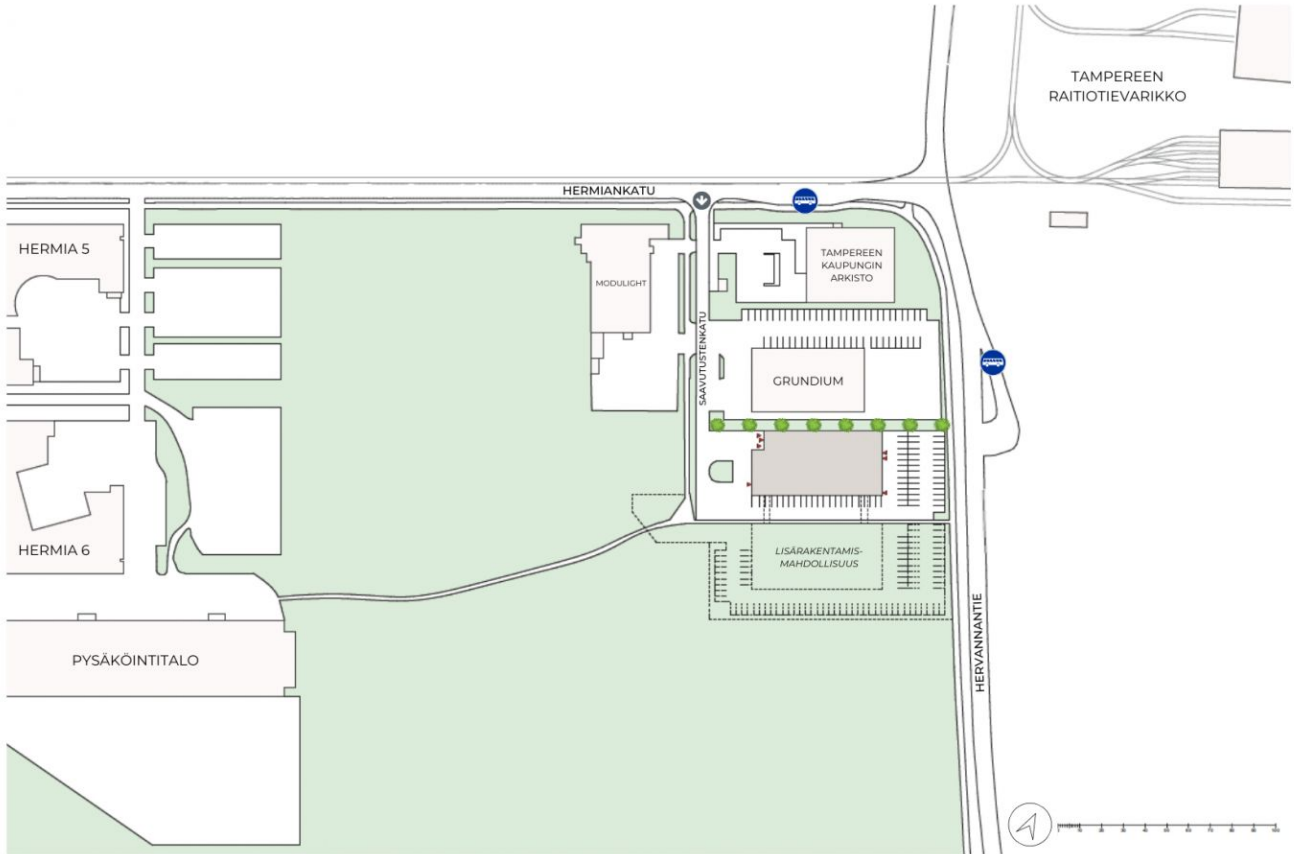 TAMPEREEN
RAITIOTIEVARIKKO
HERMIANKATU
HERMIA 5
MODULIGHT
TAMPEREEN
KAUPUNGIN
ARKISTO
SAAVUTUSTENKATU
GRUNDIUM
HERMIA 6
LISÄRAKENTAMIS-
MAHDOLLISUUS
PYSÄKÖINTITALO
HERVANNANTIE